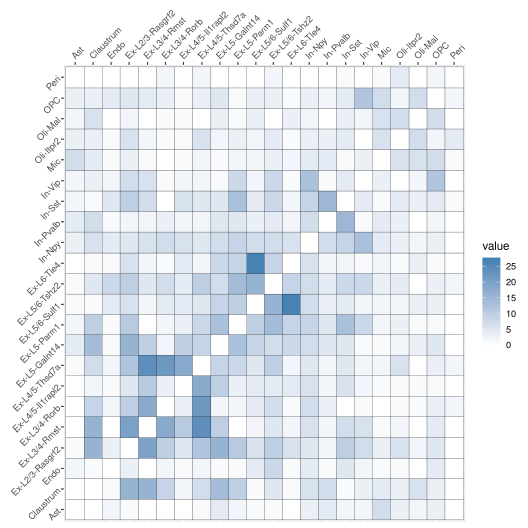 Ast
Claustrum
Endo
Ex-L2/3-Rasgrf2
Ex-L3/4-Rmst
Ex-L3/4-Rorb
Ex-L4/5-Il1rapl2
Ex-L4/5-Thsd7a
Ex-L5-Galnt14
Ex-L5-Parm1
Ex-L5/6-Sulf1
Ex-L5/6-Tshz2
Ex-L6-Tle4
In-Npy
In-Pvalb
In-Sst
In-Vip
Mic
Oli-Itpr2
Oli-Mal
OPC
Peri
Peri
OPC
Oli-Mal
Oli-Itpr2
Mic
In-Vip
In-Sst
In-Pvalb
In-Npy
Ex-L6-Tle4
Ex-L5/6-Tshz2
Ex-L5/6-Sulf1
Ex-L5-Parm1
Ex-L5-Galnt14
Ex-L4/5-Thsd7a
Ex-L4/5-Il1rapl2
Ex-L3/4-Rorb
Ex-L3/4-Rmst
Ex-L2/3-Rasgrf2
Endo
Claustrum
Ast
value
25
20
15
10
5
0